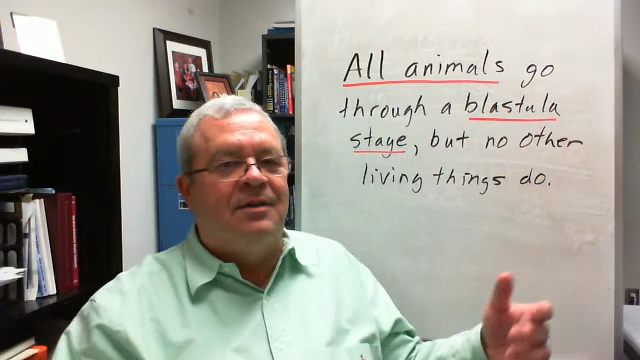 All animals go
through a blastula
stage, but no other
living things do.